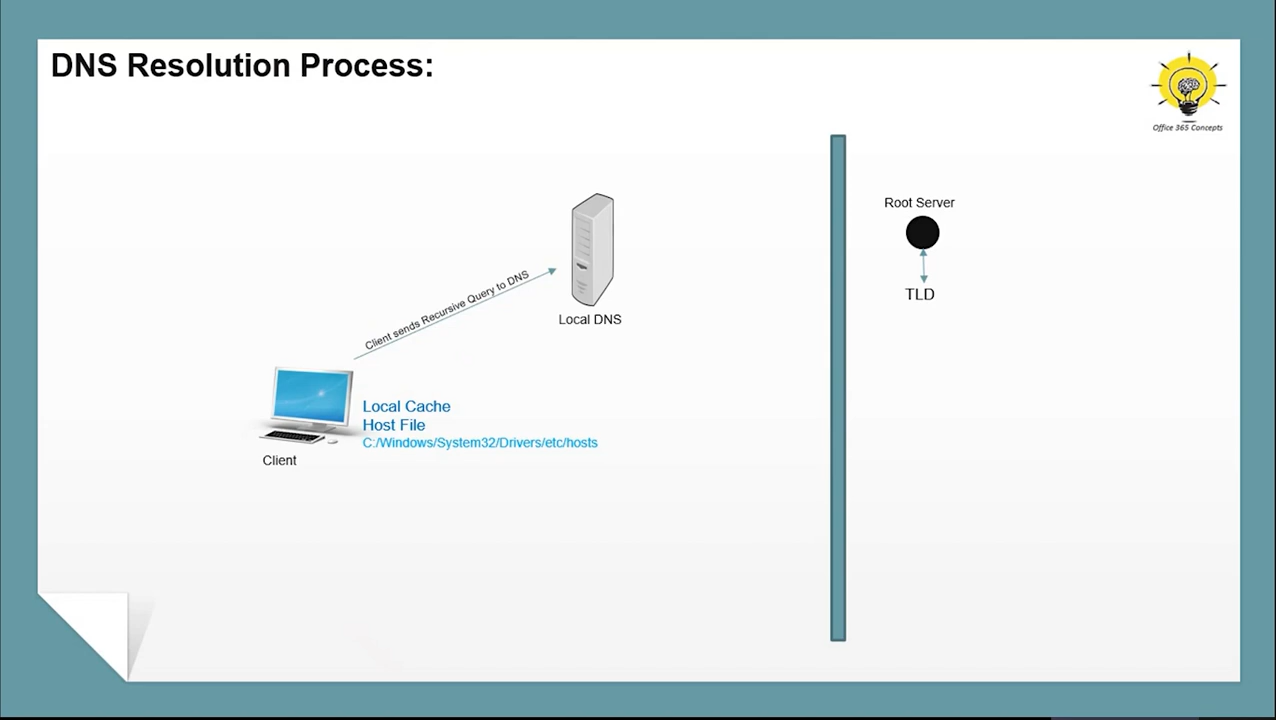 DNS Resolution Process:
Office 365 Concepts
Root Server
TLD
Client sends Recursive Query to DNS
Local DNS
Local Cache
Host File
C:/Windows/System32/Drivers/etc/hosts
Client